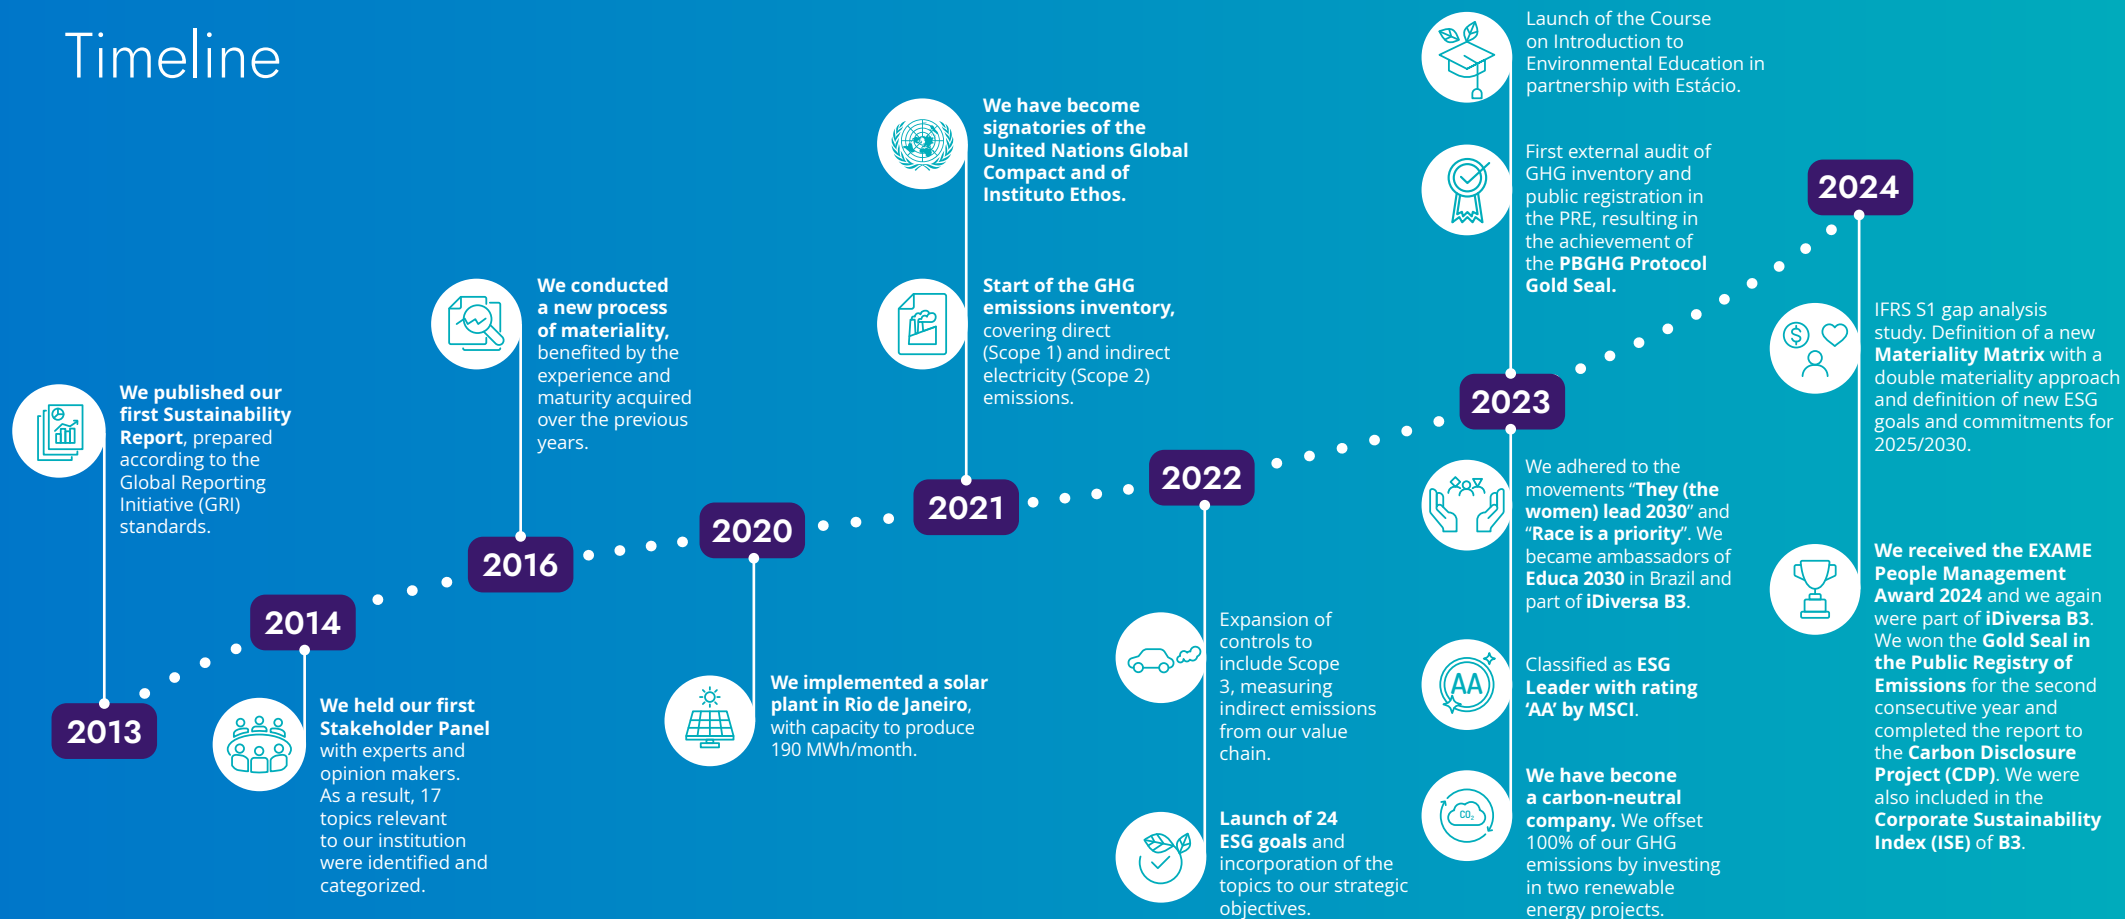 Timeline
2013
We published our
first Sustainability
Report, prepared
according to the
Global Reporting
Initiative (GRI)
standards.
2014
We held our first
Stakeholder Panel
with experts and
opinion makers.
As a result, 17
topics relevant
to our institution
were identified and
categorized.
2016
We conducted
a new process
of materiality,
benefited by the
experience and
maturity acquired
over the previous
years.
2020
We implemented a solar
plant in Rio de Janeiro,
with capacity to produce
190 MWh/month.
2021
We have become
signatories of the
United Nations Global
Compact and of
Instituto Ethos.
Start of the GHG
emissions inventory,
covering direct
(Scope 1) and indirect
electricity (Scope 2)
emissions.
2022
Expansion of
controls to
include Scope
3, measuring
indirect emissions
from our value
chain.
Launch of 24
ESG goals and
incorporation of the
topics to our strategic
objectives.
2023
Launch of the Course
on Introduction to
Environmental Education in
partnership with Estácio.
First external audit of
GHG inventory and
public registration in
the PRE, resulting in
the achievement of
the PBGHG Protocol
Gold Seal.
We adhered to the
movements “They (the
women) lead 2030” and
“Race is a priority”. We
became ambassadors of
Educa 2030 in Brazil and
part of iDiversa B3.
AA
Classified as ESG
Leader with rating
‘AA’ by MSCI.
CO₂
We have becone
a carbon-neutral
company. We offset
100% of our GHG
emissions by investing
in two renewable
energy projects.
2024
$
IFRS S1 gap analysis
study. Definition of a new
Materiality Matrix with a
double materiality approach
and definition of new ESG
goals and commitments for
2025/2030.
We received the EXAME
People Management
Award 2024 and we again
were part of iDiversa B3.
We won the Gold Seal in
the Public Registry of
Emissions for the second
consecutive year and
completed the report to
the Carbon Disclosure
Project (CDP). We were
also included in the
Corporate Sustainability
Index (ISE) of B3.